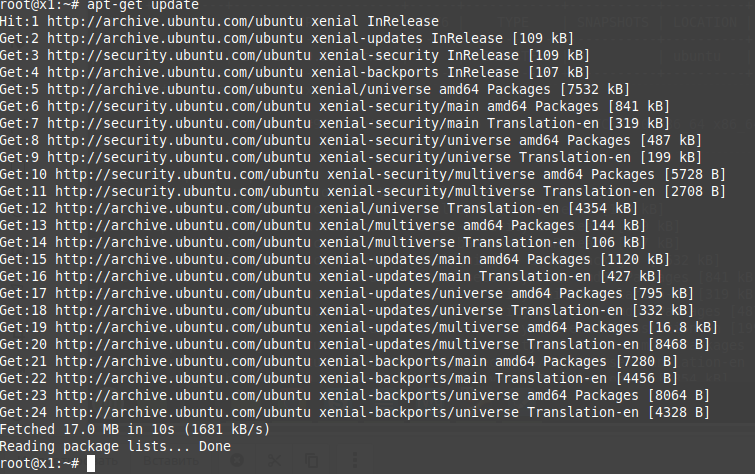 root@x1:~# apt-get update
Hit:1 http://archive.ubuntu.com/ubuntu xenial InRelease
Get:2 http://archive.ubuntu.com/ubuntu xenial-updates InRelease [109 kB]
Get:3 http://security.ubuntu.com/ubuntu xenial-security InRelease [109 kB]
Get:4 http://archive.ubuntu.com/ubuntu xenial-backports InRelease [107 kB]
Get:5 http://archive.ubuntu.com/ubuntu xenial/universe amd64 Packages [7532 kB]
Get:6 http://security.ubuntu.com/ubuntu xenial-security/main amd64 Packages [841 kB]
Get:7 http://security.ubuntu.com/ubuntu xenial-security/main Translation-en [319 kB]
Get:8 http://security.ubuntu.com/ubuntu xenial-security/universe amd64 Packages [487 kB]
Get:9 http://security.ubuntu.com/ubuntu xenial-security/universe Translation-en [199 kB]
Get:10 http://security.ubuntu.com/ubuntu xenial-security/multiverse amd64 Packages [5728 B]
Get:11 http://security.ubuntu.com/ubuntu xenial-security/multiverse Translation-en [2708 B]
Get:12 http://archive.ubuntu.com/ubuntu xenial/universe Translation-en [4354 kB]
Get:13 http://archive.ubuntu.com/ubuntu xenial/multiverse amd64 Packages [144 kB]
Get:14 http://archive.ubuntu.com/ubuntu xenial/multiverse Translation-en [106 kB]
Get:15 http://archive.ubuntu.com/ubuntu xenial-updates/main amd64 Packages [1120 kB]
Get:16 http://archive.ubuntu.com/ubuntu xenial-updates/main Translation-en [427 kB]
Get:17 http://archive.ubuntu.com/ubuntu xenial-updates/universe amd64 Packages [795 kB]
Get:18 http://archive.ubuntu.com/ubuntu xenial-updates/universe Translation-en [332 kB]
Get:19 http://archive.ubuntu.com/ubuntu xenial-updates/multiverse amd64 Packages [16.8 kB]
Get:20 http://archive.ubuntu.com/ubuntu xenial-updates/multiverse Translation-en [8468 B]
Get:21 http://archive.ubuntu.com/ubuntu xenial-backports/main amd64 Packages [7280 B]
Get:22 http://archive.ubuntu.com/ubuntu xenial-backports/main Translation-en [4456 B]
Get:23 http://archive.ubuntu.com/ubuntu xenial-backports/universe amd64 Packages [8064 B]
Get:24 http://archive.ubuntu.com/ubuntu xenial-backports/universe Translation-en [4328 B]
Fetched 17.0 MB in 10s (1681 kB/s)
Reading package lists... Done
root@x1:~#